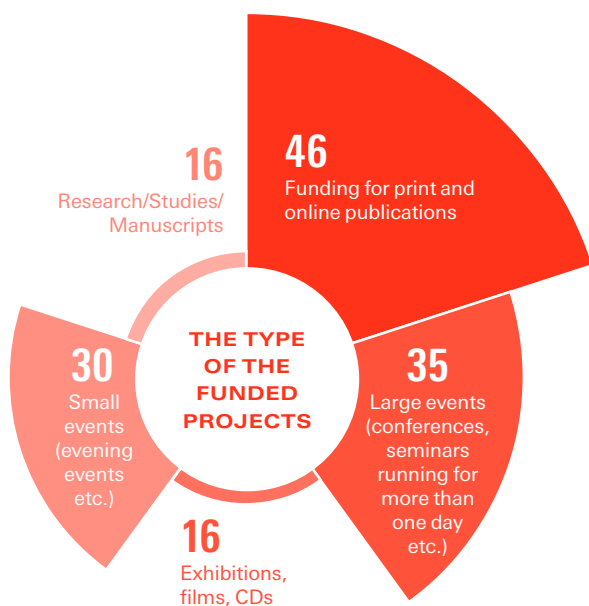 46
Funding for print and
online publications
16
Research/Studies/
Manuscripts
THE TYPE
OF THE
FUNDED
PROJECTS
30
Small
events
(evening
events
etc.)
35
Large events
(conferences,
seminars
running for
more than
one day
etc.)
16
Exhibitions,
films, CDs